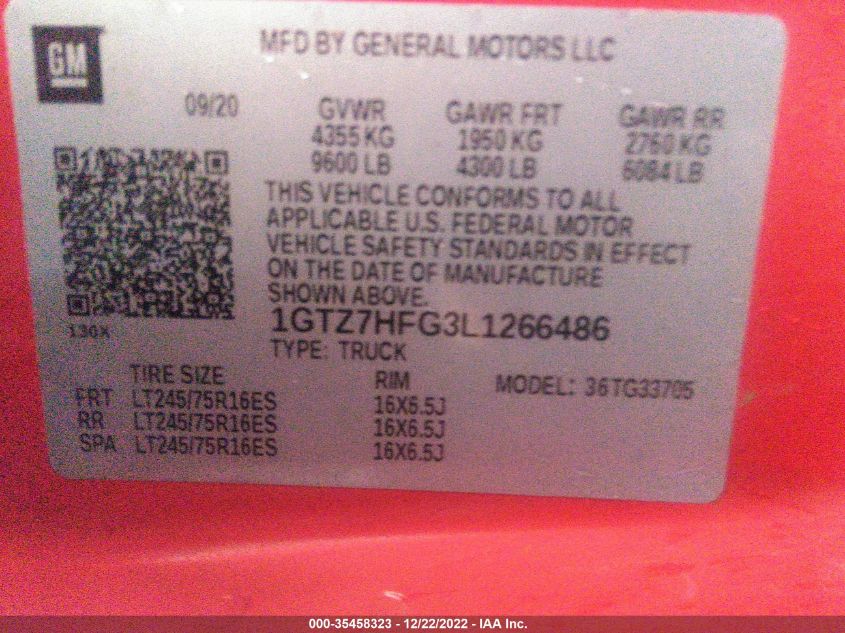 GM
MFD BY GENERAL MOTORS LLC
09/20 GVWR GAWR FRT GAWR RR
4355 KG 1950 KG 2760 KG
9600 LB 4300 LB 6084 LB
THIS VEHICLE CONFORMS TO ALL
APPLICABLE U.S. FEDERAL MOTOR
VEHICLE SAFETY STANDARDS IN EFFECT
ON THE DATE OF MANUFACTURE
SHOWN ABOVE.
1GTZ7HFG3L1266486
TYPE: TRUCK
TIRE SIZE RIM MODEL: 36TG33705
FRT LT245/75R16ES 16X6.5J
RR LT245/75R16ES 16X6.5J
SPA LT245/75R16ES 16X6.5J
000-35458323 - 12/22/2022 - IAA Inc.